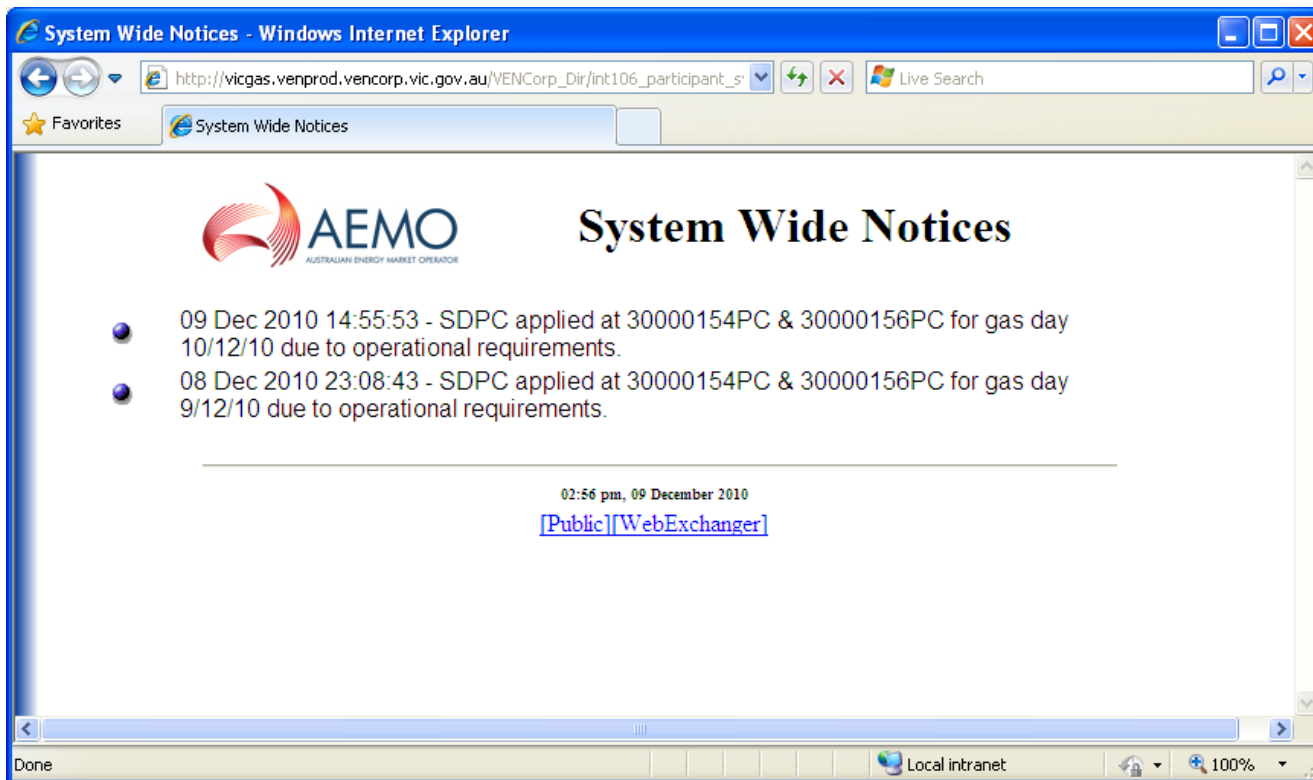 System Wide Notices - Windows Internet Explorer
http://vicgas.venprod.vencorp.vic.gov.au/VENCorp_Dir/int106_participant_s
Live Search
Favorites
System Wide Notices
AEMO
AUSTRALIAN ENERGY MARKET OPERATOR
System Wide Notices
09 Dec 2010 14:55:53 - SDPC applied at 30000154PC & 30000156PC for gas day
10/12/10 due to operational requirements.
08 Dec 2010 23:08:43 - SDPC applied at 30000154PC & 30000156PC for gas day
9/12/10 due to operational requirements.
02:56 pm, 09 December 2010
[Public][WebExchanger]
Done
Local intranet
100%